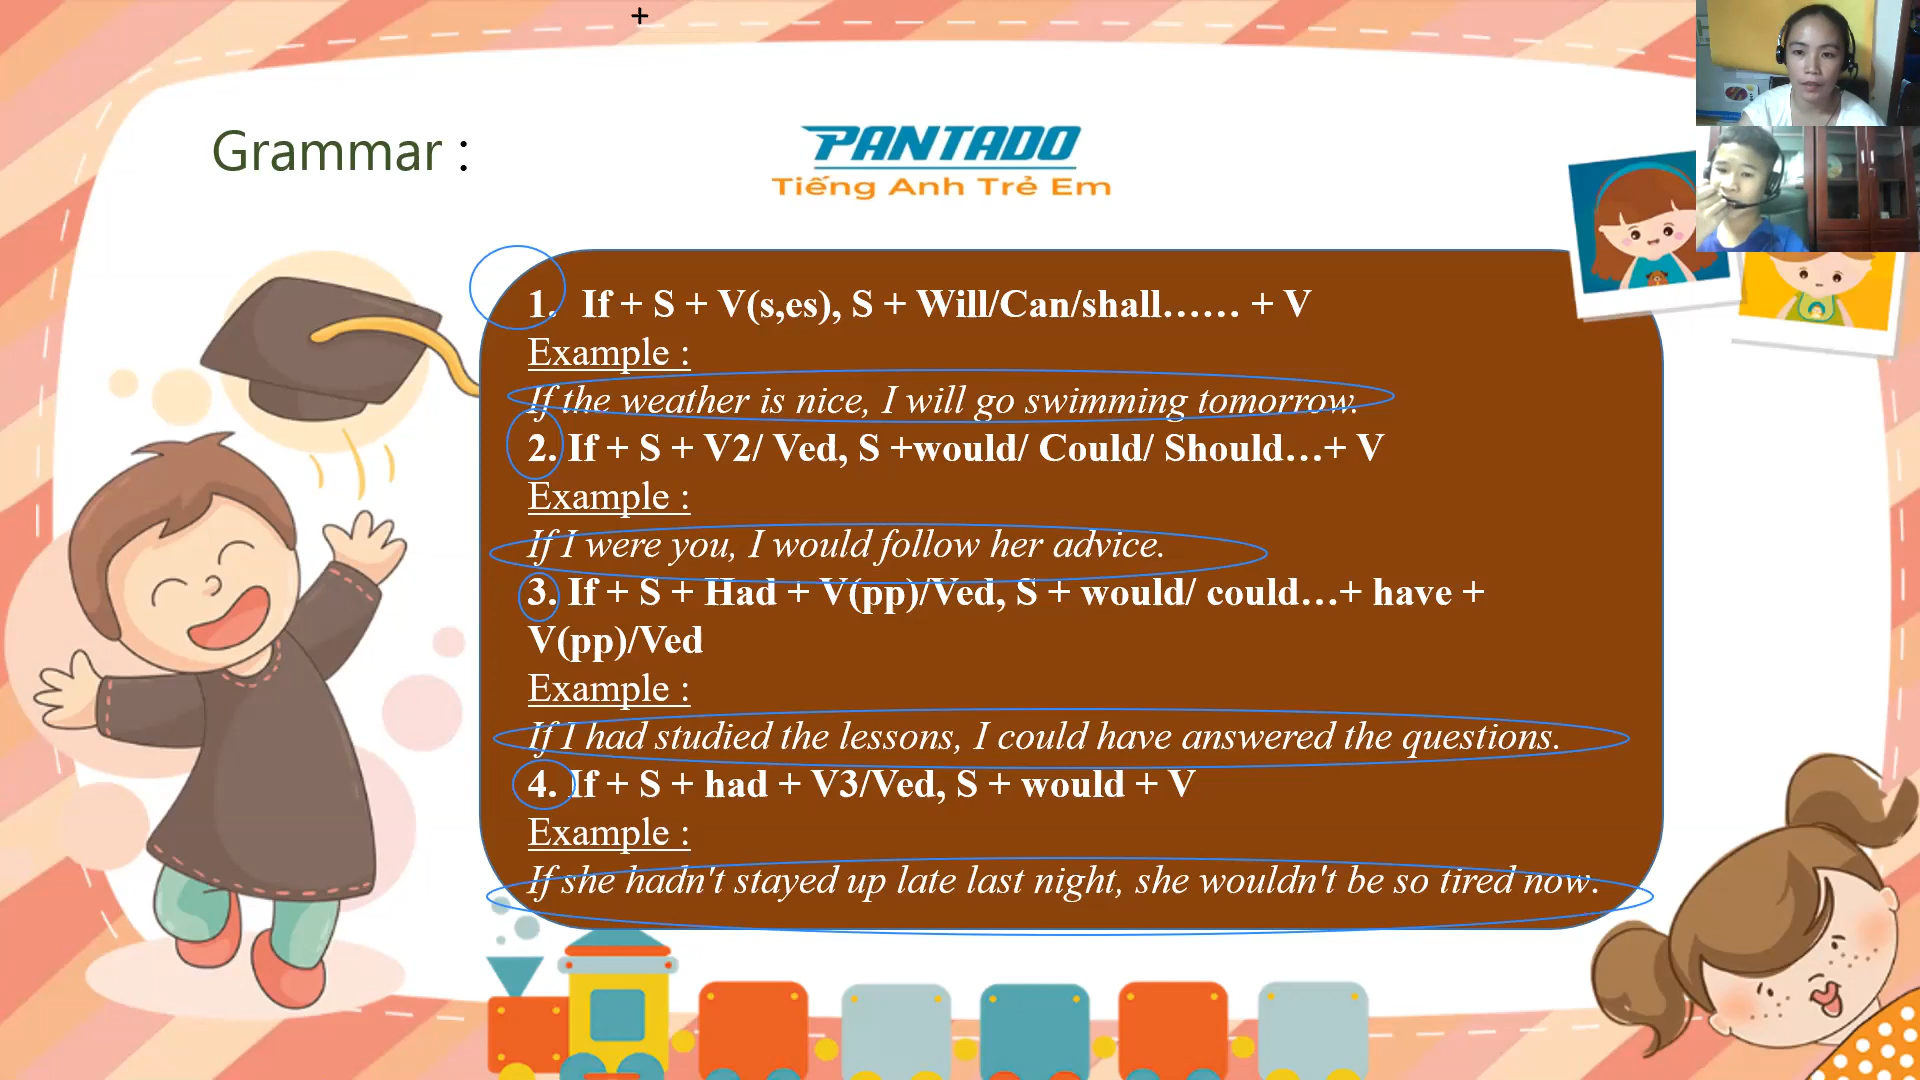 Grammar :
PANTADO
Tiếng Anh Trẻ Em
1. If + S + V(s,es), S + Will/Can/shall…… + V
Example :
If the weather is nice, I will go swimming tomorrow.
2. If + S + V2/ Ved, S +would/ Could/ Should…+ V
Example :
If I were you, I would follow her advice.
3. If + S + Had + V(pp)/Ved, S + would/ could…+ have +
V(pp)/Ved
Example :
If I had studied the lessons, I could have answered the questions.
4. If + S + had + V3/Ved, S + would + V
Example :
If she hadn't stayed up late last night, she wouldn't be so tired now.